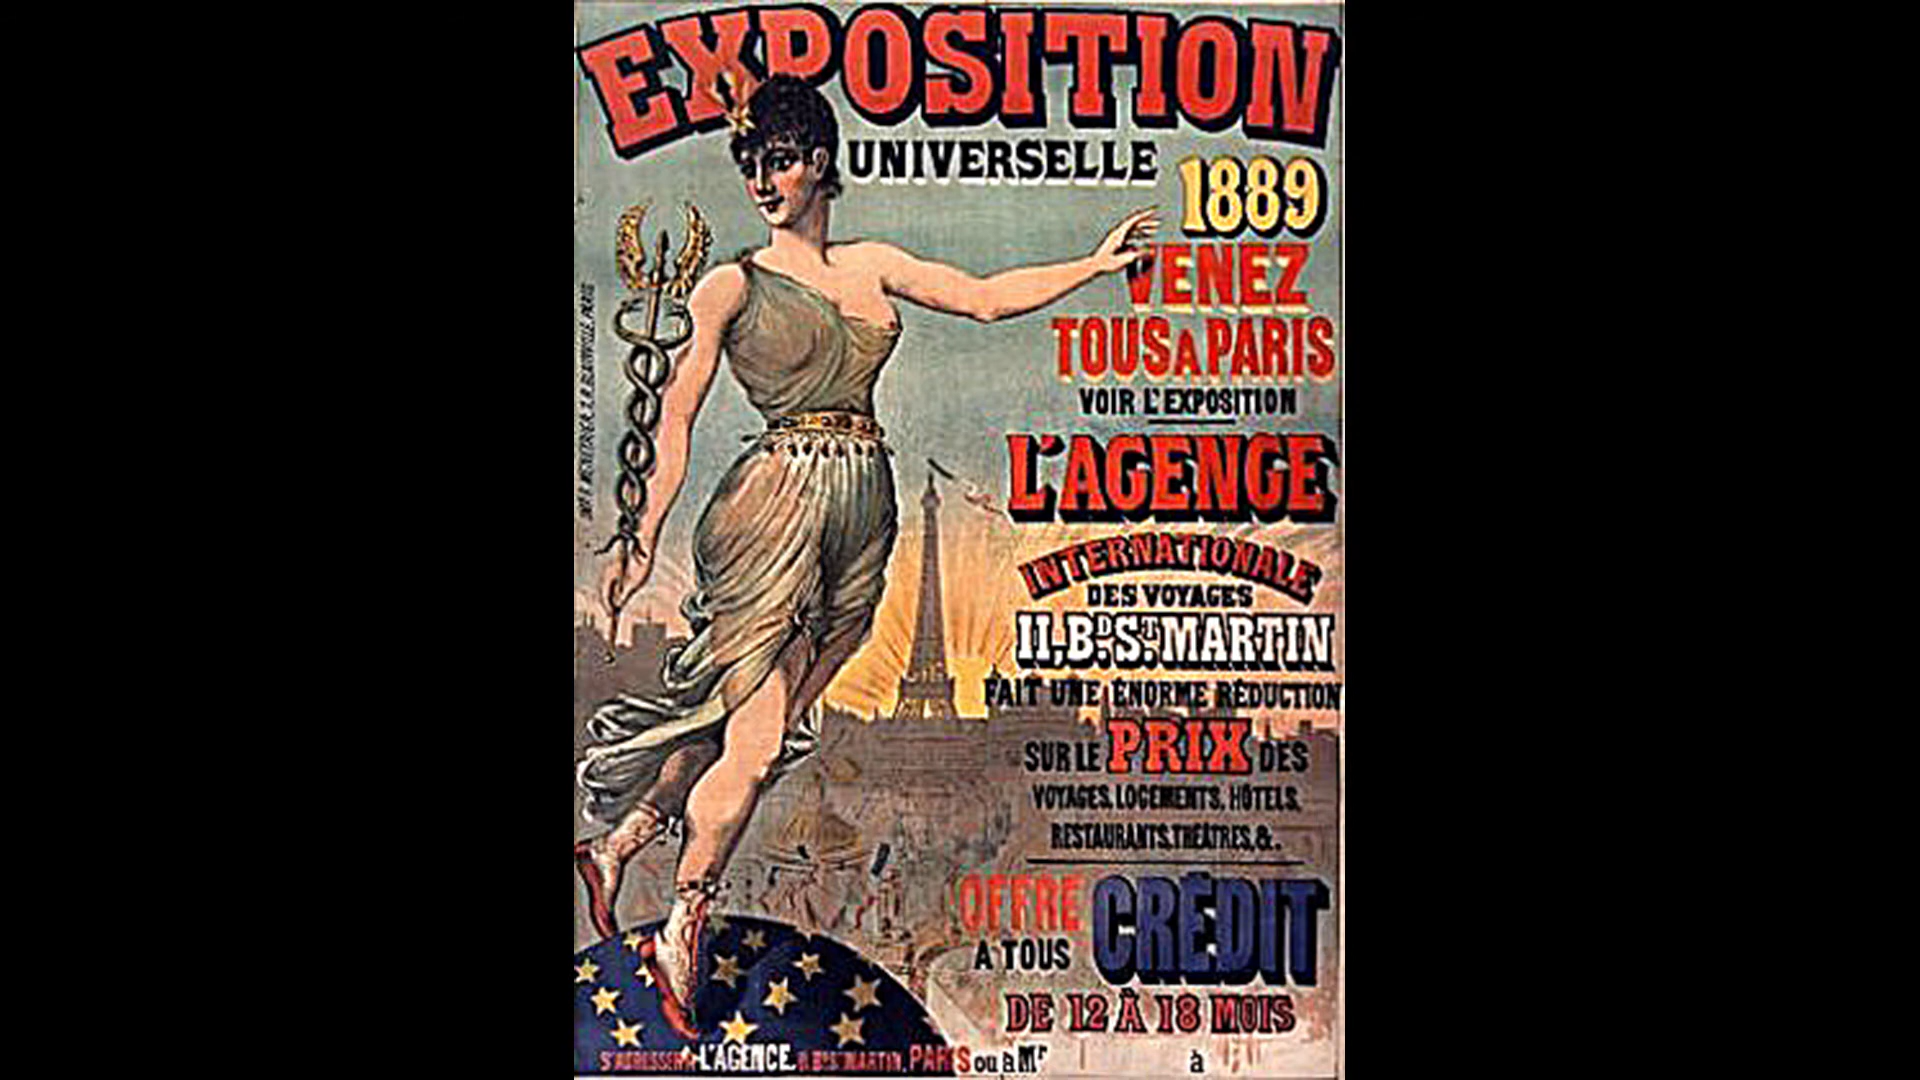 EXPOSITION
UNIVERSELLE
1889
VENEZ
TOUS A PARIS
VOIR L'EXPOSITION
L'AGENCE
INTERNATIONALE
DES VOYAGES
11, BD. ST. MARTIN
FAIT UNE ÉNORME RÉDUCTION
SUR LE PRIX DES
VOYAGES, LOGEMENTS, HÔTELS,
RESTAURANTS, THÉÂTRES, &.
OFFRE
A TOUS CRÉDIT
DE 12 À 18 MOIS
S'ADRESSER A L'AGENCE, 11. BD. ST. MARTIN, PARIS ou à Mr à